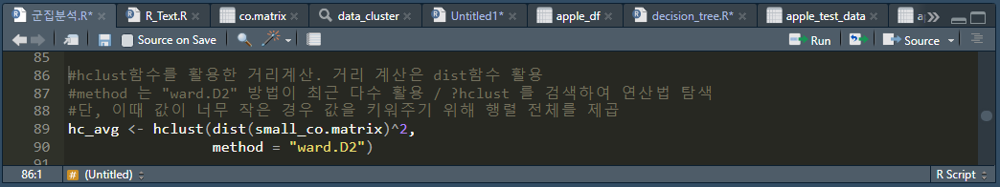 군집분석.R* R_Text.R co.matrix data_cluster Untitled1* apple_df decision_tree.R* apple_test_data a
Source on Save Run Source
85
86 #hclust함수를 활용한 거리계산. 거리 계산은 dist함수 활용
87 #method 는 "ward.D2" 방법이 최근 다수 활용 / ?hclust 를 검색하여 연산법 탐색
88 #단, 이때 값이 너무 작은 경우 값을 키워주기 위해 행렬 전체를 제곱
89 hc_avg <- hclust(dist(small_co.matrix)^2,
90 method = "ward.D2")
91
86:1 # (Untitled) R Script